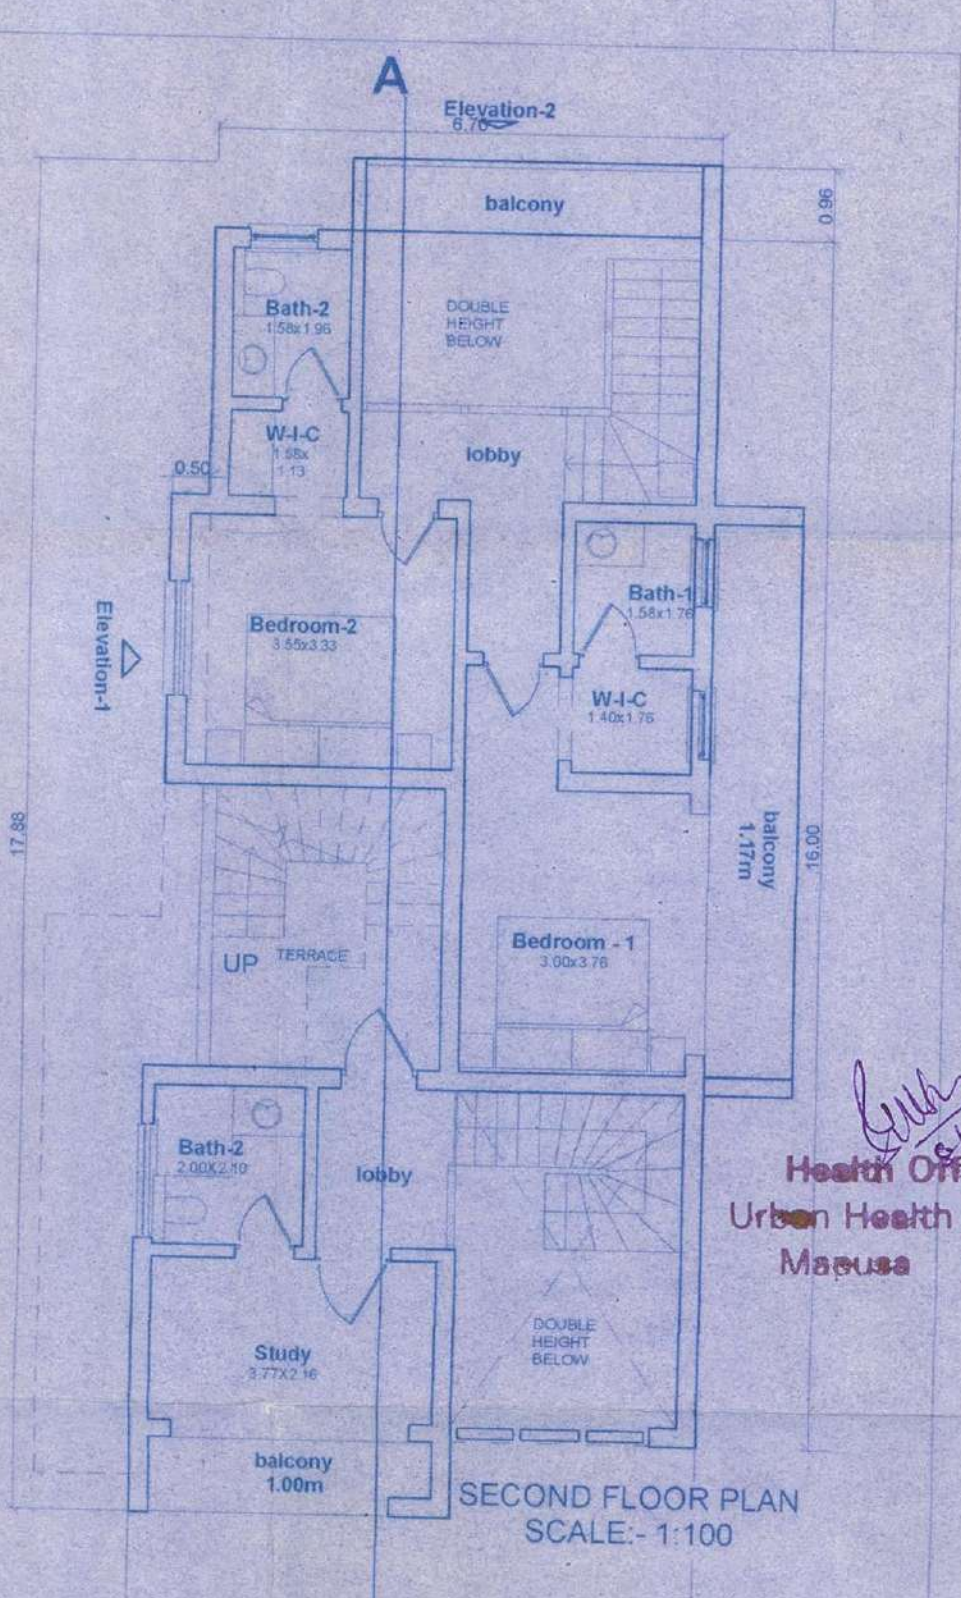 A
Elevation-2
6.70
balcony
0.96
Bath-2
1.58x1.96
DOUBLE
HEIGHT
BELOW
W-I-C
1.58x
1.13
lobby
0.50
Bath-1
1.58x1.76
Elevation-1
Bedroom-2
3.55x3.33
W-I-C
1.40x1.76
17.88
balcony
1.17m
16.00
UP
TERRACE
Bedroom - 1
3.00x3.76
Bath-2
2.00X2.10
lobby
Health
Urban Health
Mapusa
DOUBLE
HEIGHT
BELOW
Study
3.77X2.16
balcony
1.00m
SECOND FLOOR PLAN
SCALE:- 1:100